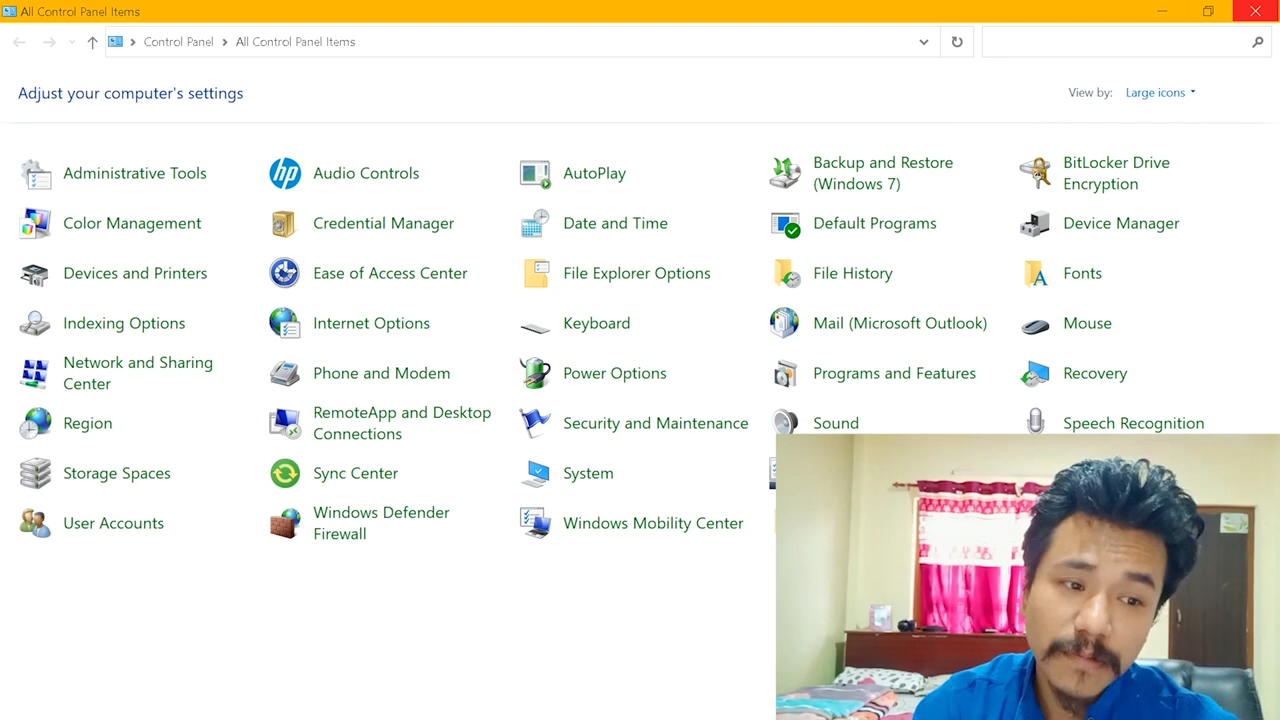 All Control Panel Items
Control Panel All Control Panel Items
Adjust your computer's settings
View by: Large icons
Administrative Tools
hp
Audio Controls
AutoPlay
Backup and Restore
(Windows 7)
BitLocker Drive
Encryption
Color Management
Credential Manager
Date and Time
Default Programs
Device Manager
Devices and Printers
Ease of Access Center
File Explorer Options
File History
Fonts
Indexing Options
Internet Options
Keyboard
Mail (Microsoft Outlook)
Mouse
Network and Sharing
Center
Phone and Modem
Power Options
Programs and Features
Recovery
Region
RemoteApp and Desktop
Connections
Security and Maintenance
Sound
Speech Recognition
Storage Spaces
Sync Center
System
User Accounts
Windows Defender
Firewall
Windows Mobility Center